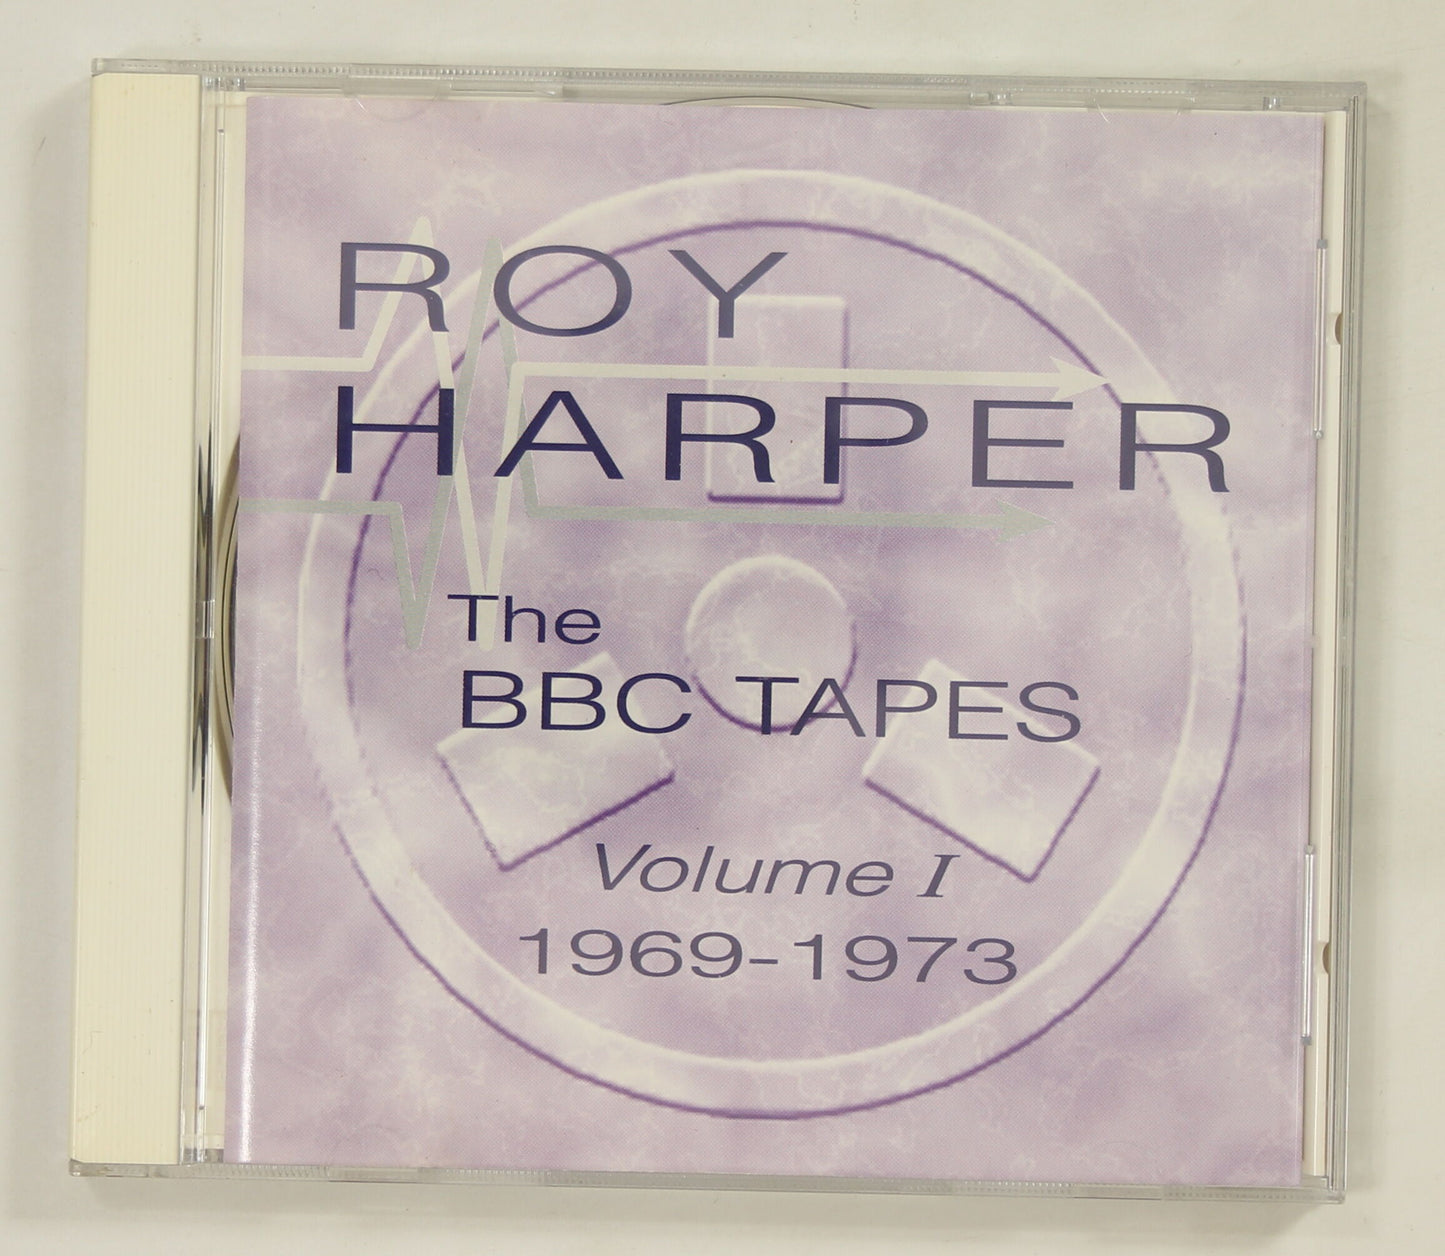 ROY
HARPER
The
BBC TAPES
Volume I
1969-1973